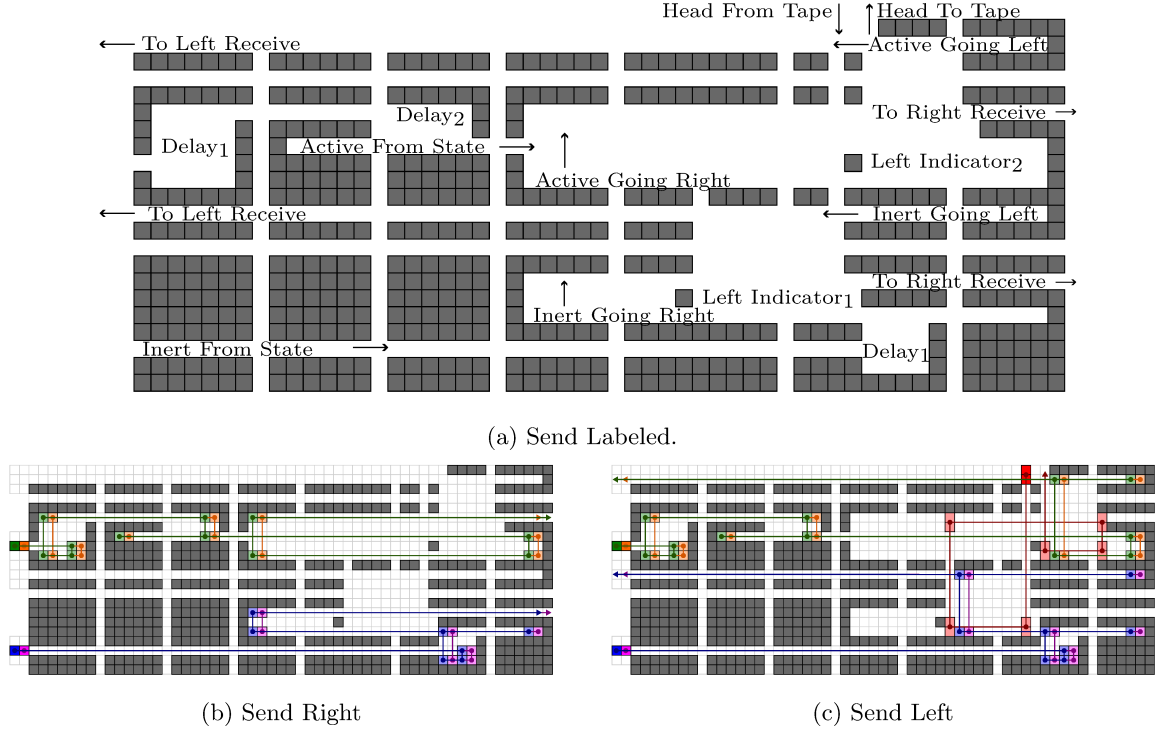 Head From Tape
Head To Tape
To Left Receive
Active Going Left
Delay2
To Right Receive
Delay1
Active From State
Left Indicator2
Active Going Right
To Left Receive
Inert Going Left
To Right Receive
Left Indicator1
Inert Going Right
Inert From State
Delay1
(a) Send Labeled.
(b) Send Right
(c) Send Left